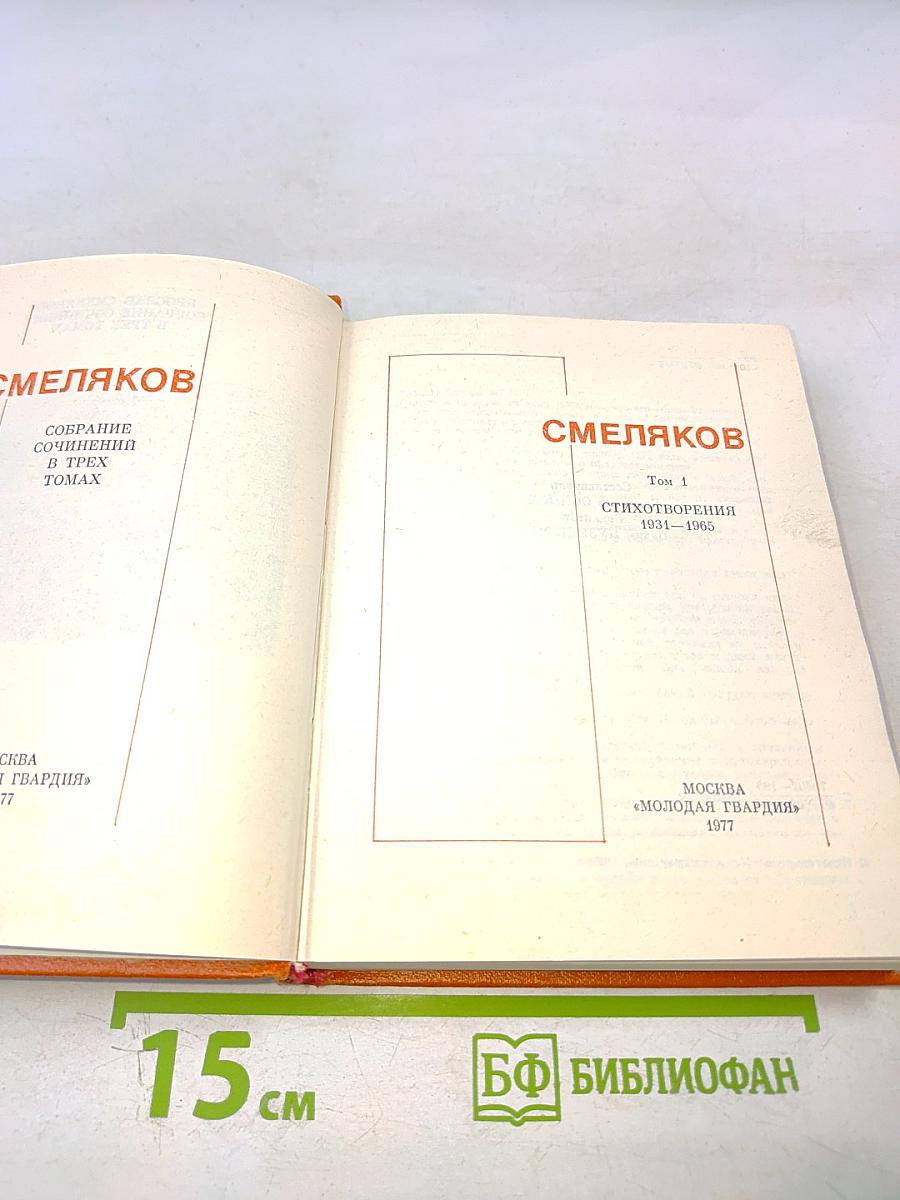 СМЕЛЯКОВ
СОБРАНИЕ
СОЧИНЕНИЙ
В ТРЕХ
ТОМАХ
ГВАРДИЯ»
СМЕЛЯКОВ
Том 1
СТИХОТВОРЕНИЯ
1931—1965
МОСКВА
«МОЛОДАЯ ГВАРДИЯ»
1977
15 см
БФ БИБЛИОФАН